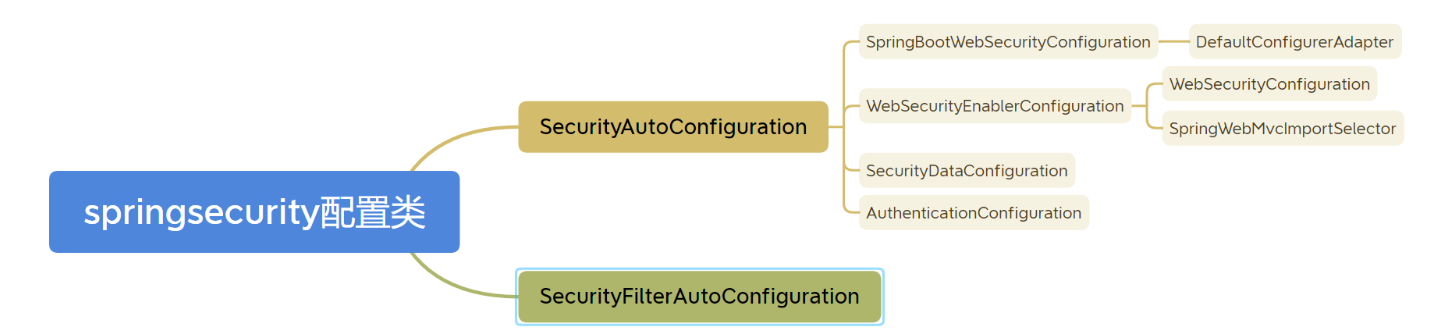 springsecurity配置类
SecurityAutoConfiguration
SpringBootWebSecurityConfiguration
DefaultConfigurerAdapter
WebSecurityEnablerConfiguration
WebSecurityConfiguration
SpringWebMvcImportSelector
SecurityDataConfiguration
AuthenticationConfiguration
SecurityFilterAutoConfiguration